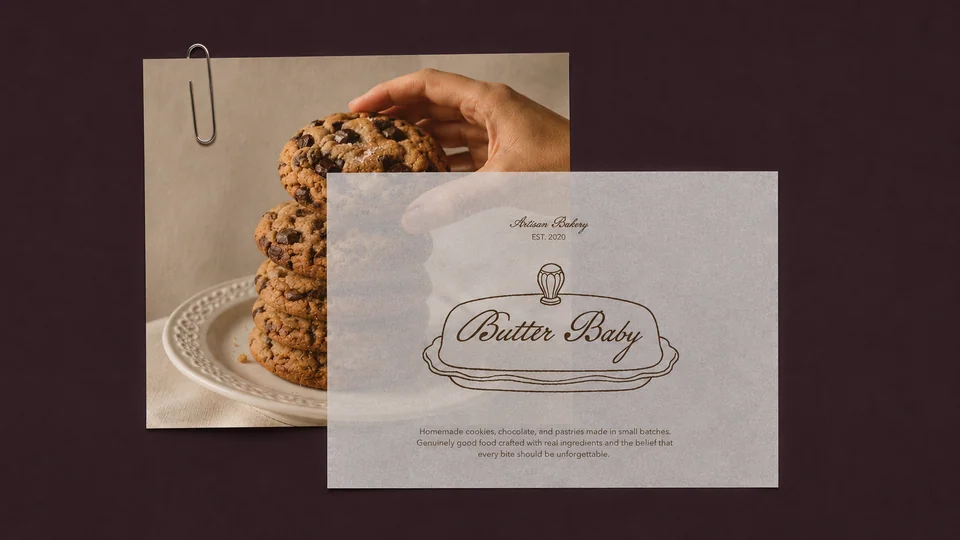 Artisan Bakery
EST. 2020
Butter Baby
Homemade cookies, chocolate, and pastries made in small batches.
Genuinely good food crafted with real ingredients and the belief that
every bite should be unforgettable.